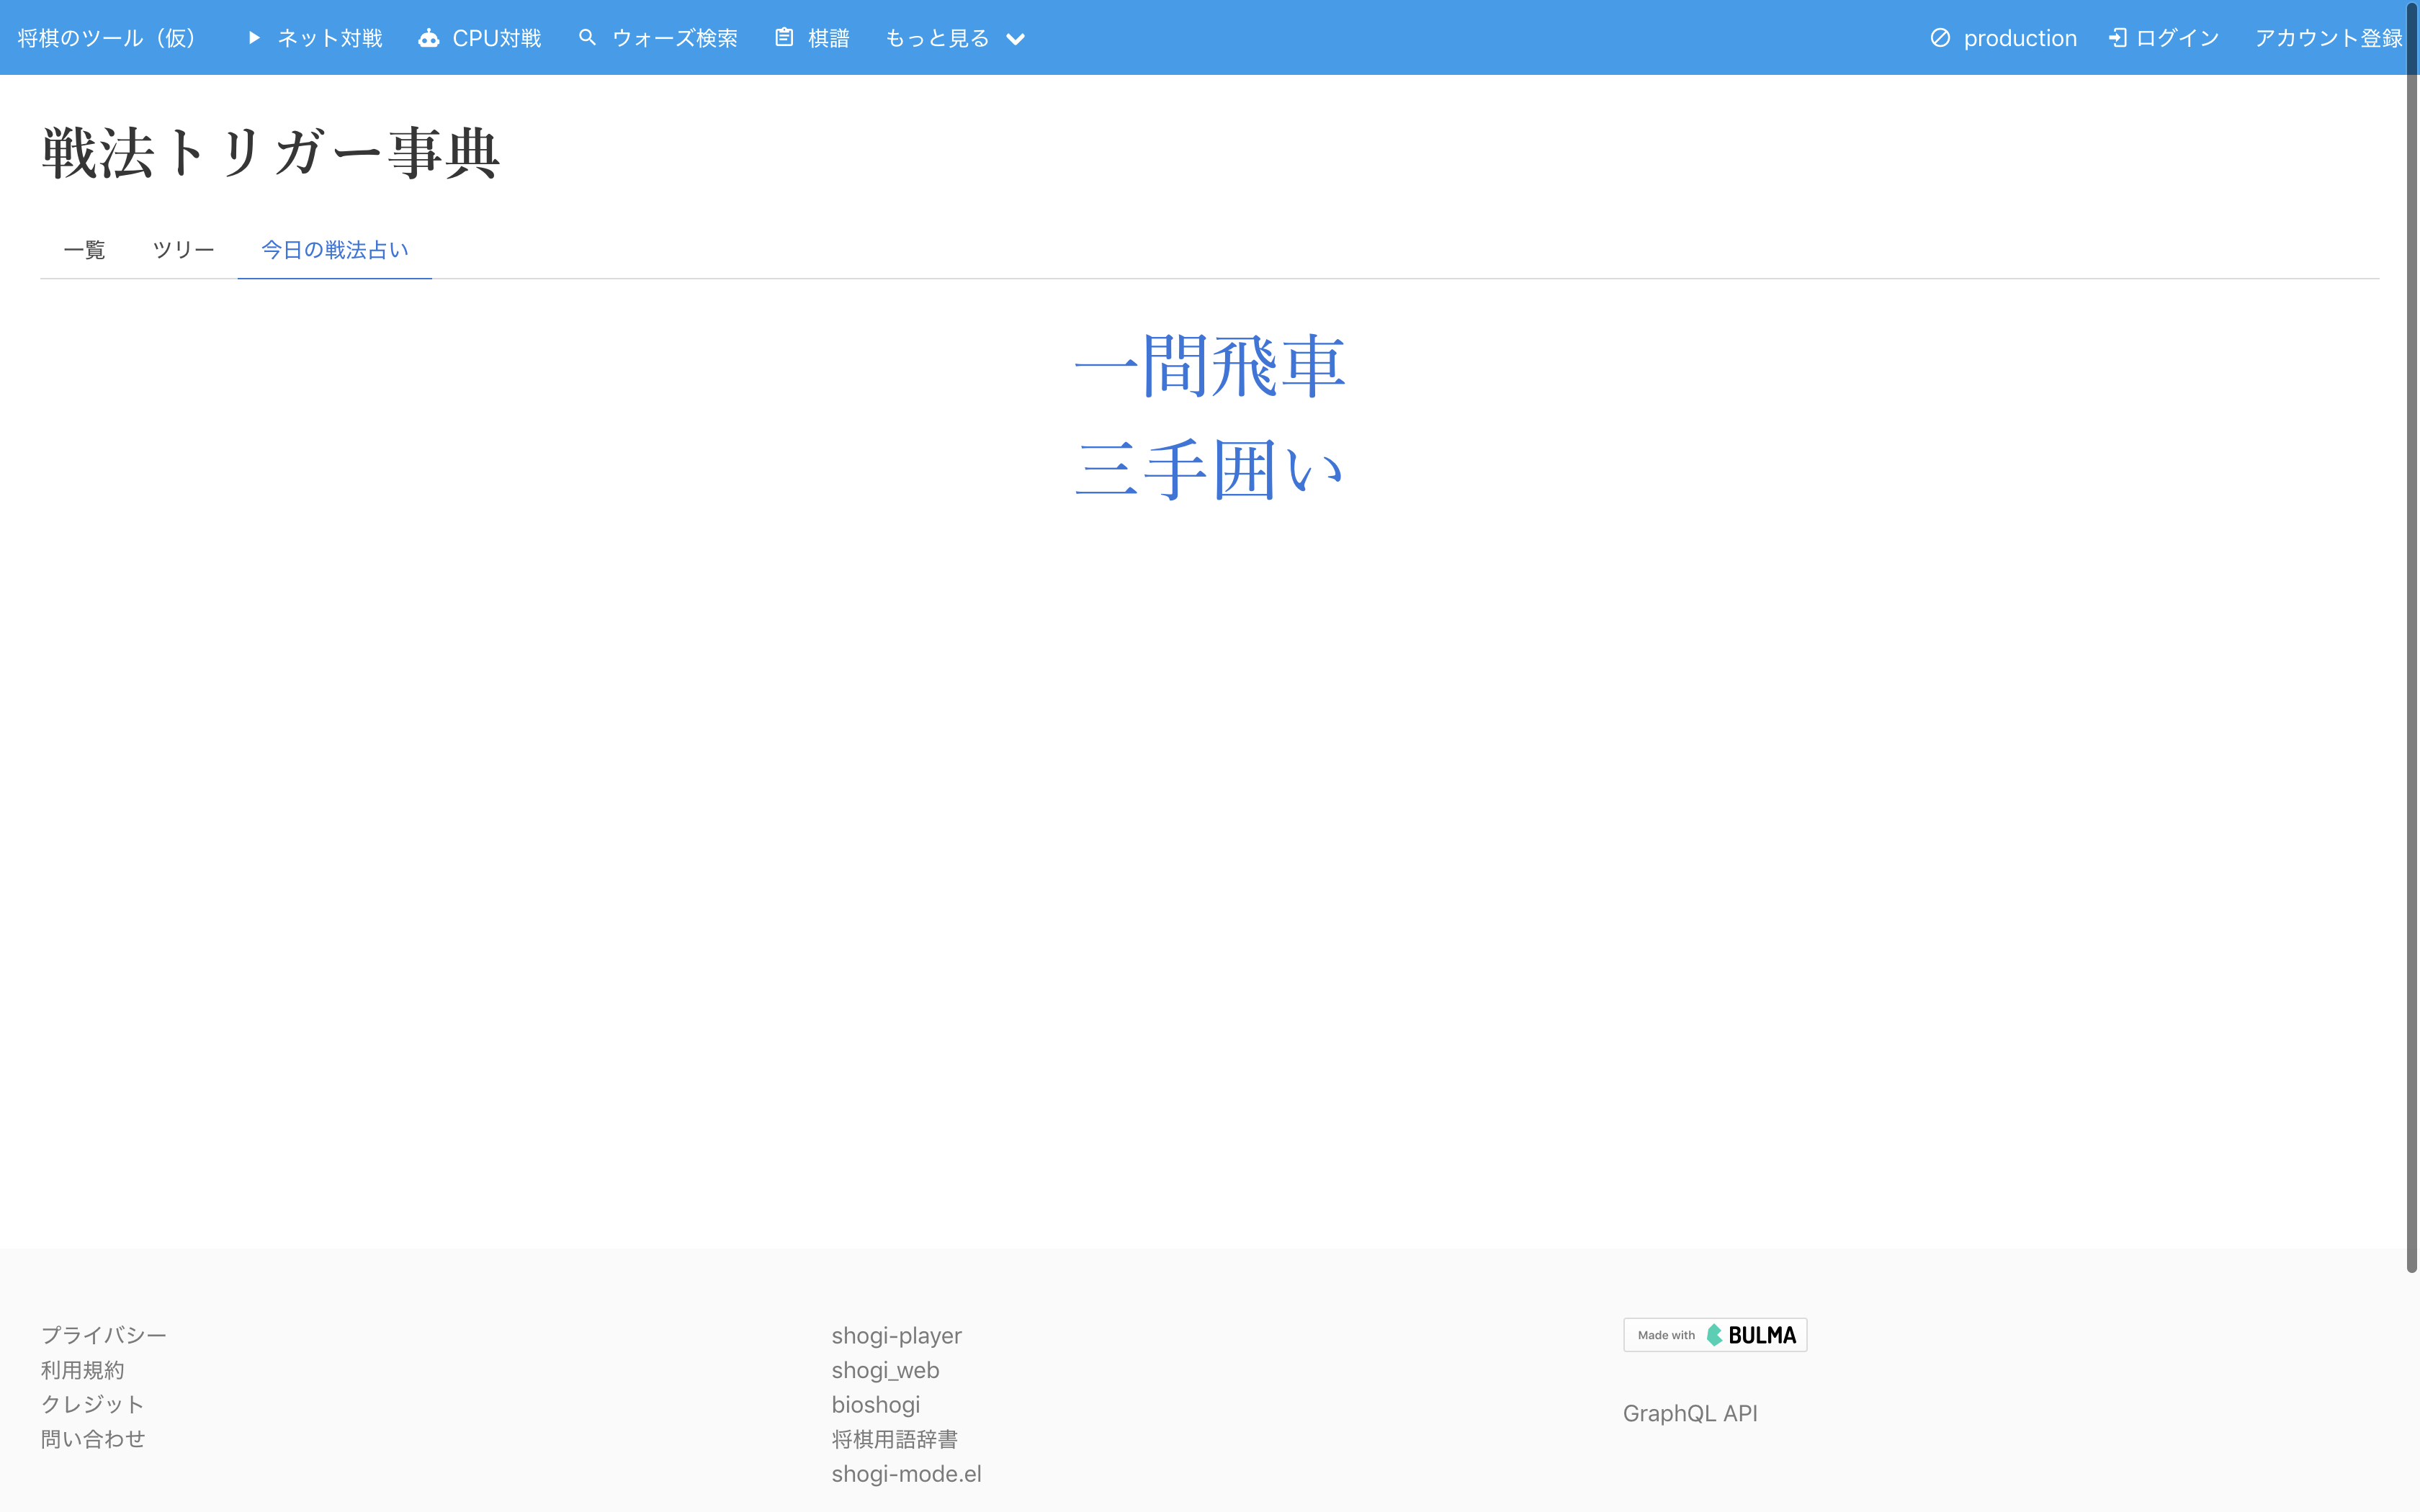 将棋のツール（仮） ネット対戦 CPU対戦 ウォーズ検索 棋譜 もっと見る production ログイン アカウント登録
戦法トリガー事典
一覧 ツリー 今日の戦法占い
一間飛車
三手囲い
プライバシー
利用規約
クレジット
問い合わせ
shogi-player
shogi_web
bioshogi
将棋用語辞書
shogi-mode.el
Made with BULMA
GraphQL API